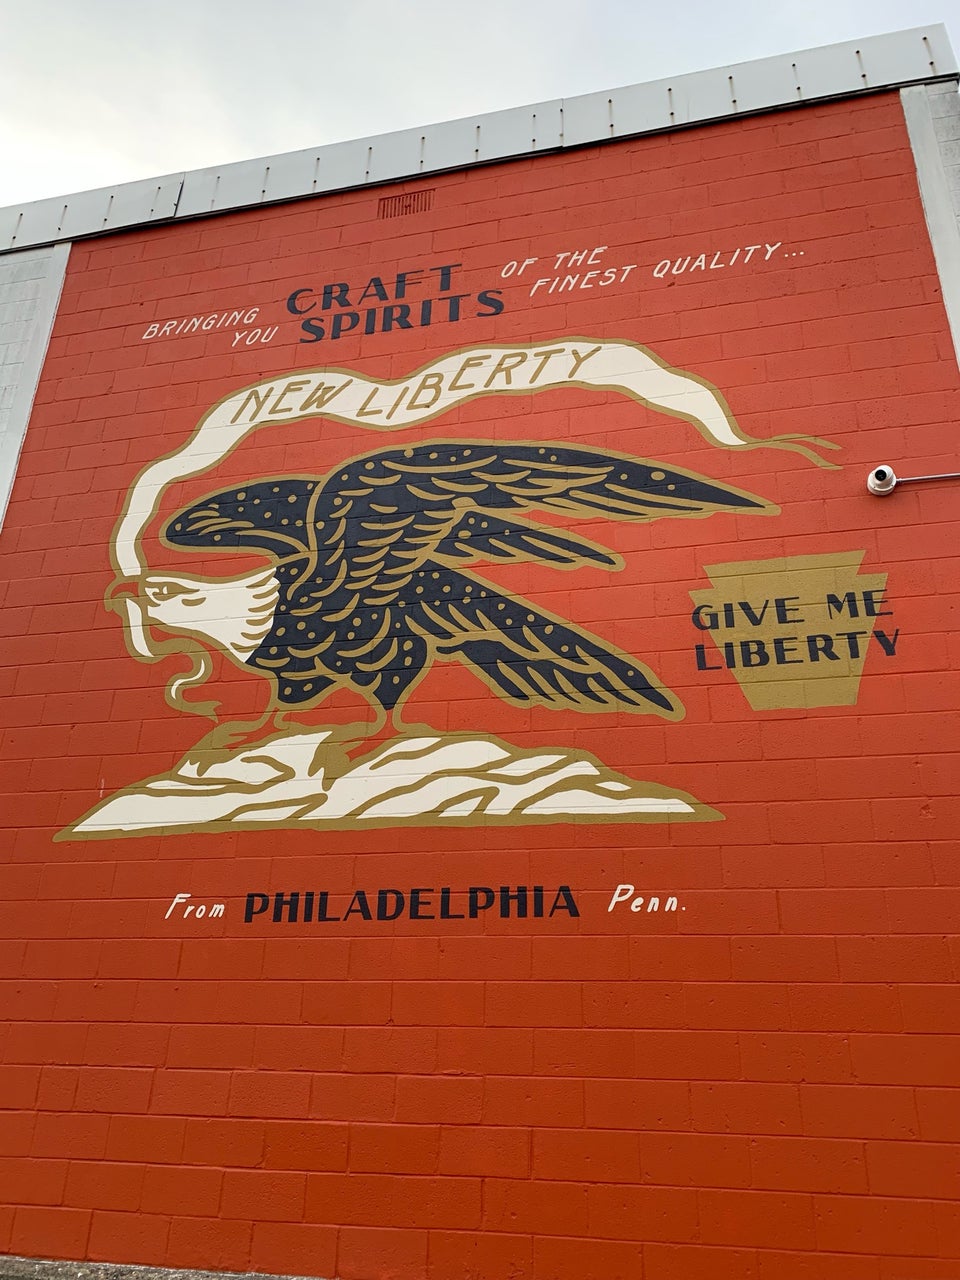 BRINGING
YOU
CRAFT
SPIRITS
OF THE
FINEST QUALITY...
NEW LIBERTY
GIVE ME
LIBERTY
From PHILADELPHIA Penn.